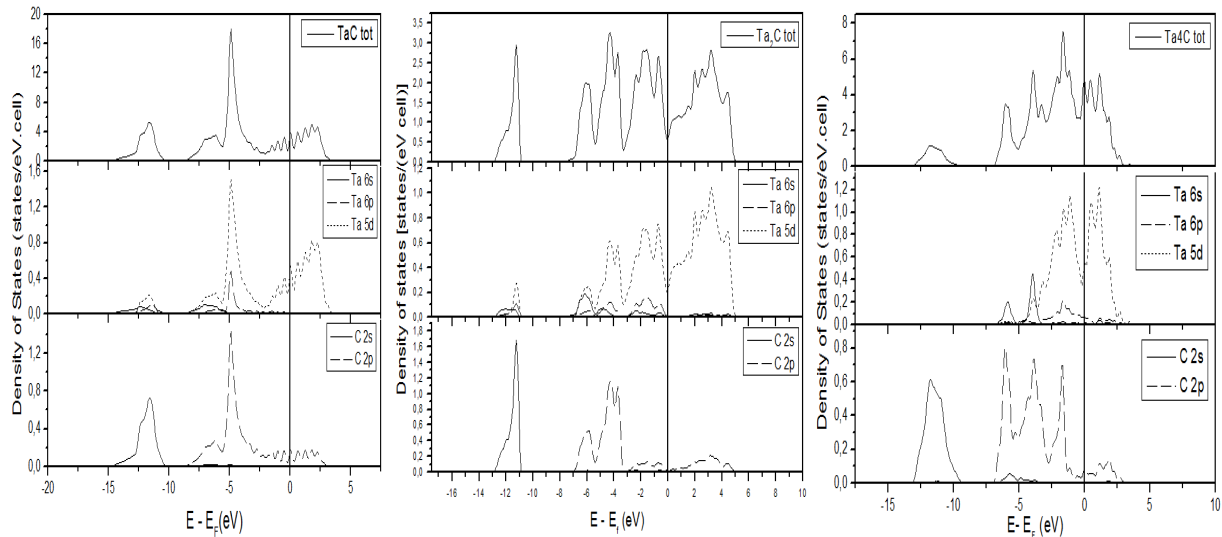 Density of States (states/eV.cell)
20
16
12
8
4
0
TaC tot
1,6
1,2
0,8
0,4
0,0
Ta 6s
Ta 6p
Ta 5d
1,2
0,8
0,4
0,0
C 2s
C 2p
-20 -15 -10 -5 0 5
E - E_F(eV)
Density of states [states/(eV cell)]
3,5
3,0
2,5
2,0
1,5
1,0
0,5
0,0
Ta₂C tot
1,2
1,0
0,8
0,6
0,4
0,2
0,0
Ta 6s
Ta 6p
Ta 5d
1,8
1,6
1,4
1,2
1,0
0,8
0,6
0,4
0,2
0,0
C 2s
C 2p
-16 -14 -12 -10 -8 -6 -4 -2 0 2 4 6 8 10
E - E_f (eV)
Density of States (states/eV.cell)
8
7
6
5
4
3
2
1
0
Ta4C tot
1,2
1,0
0,8
0,6
0,4
0,2
0,0
Ta 6s
Ta 6p
Ta 5d
0,8
0,6
0,4
0,2
0,0
C 2s
C 2p
-15 -10 -5 0 5 10
E- E_F (eV)